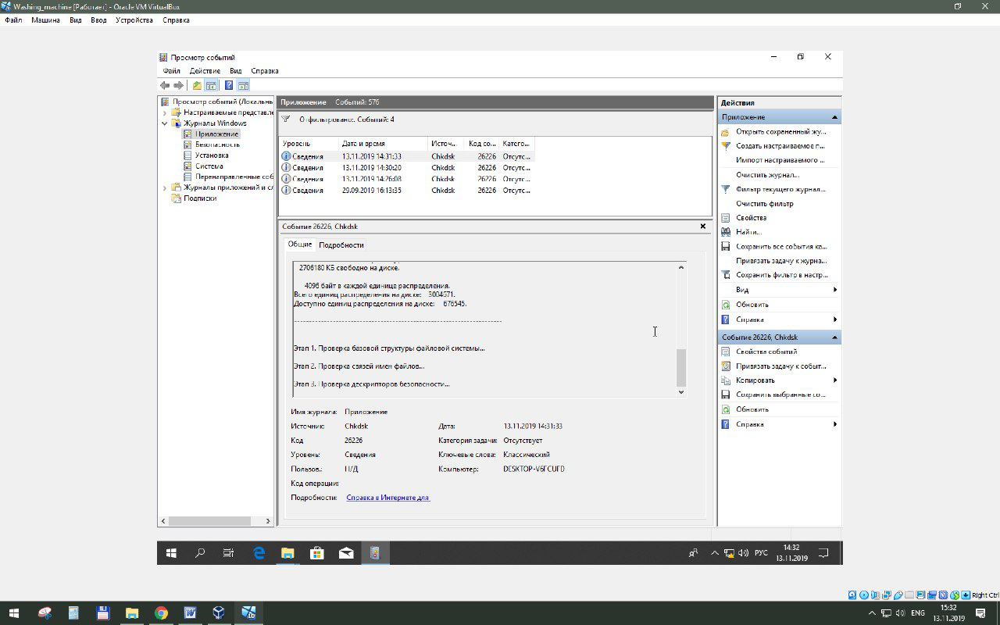 Washing_machine [Работает] - Oracle VM VirtualBox
Файл Машина Вид Ввод Устройства Справка
Просмотр событий
Файл Действие Вид Справка
Просмотр событий (Локальнь
Настраиваемые представле
Журналы Windows
Приложение
Безопасность
Установка
Система
Перенаправленные соб
Журналы приложений и сл
Подписки
Приложение Событий: 576
Отфильтровано:. Событий: 4
Уровень Дата и время Источ... Код со... Катего...
Сведения 13.11.2019 14:31:33 Chkdsk 26226 Отсутс...
Сведения 13.11.2019 14:30:20 Chkdsk 26226 Отсутс...
Сведения 13.11.2019 14:26:08 Chkdsk 26226 Отсутс...
Сведения 29.09.2019 16:13:35 Chkdsk 26226 Отсутс...
Событие 26226, Chkdsk
Общие Подробности
2706180 КБ свободно на диске.
4096 байт в каждой единице распределения.
Всего единиц распределения на диске: 3004671.
Доступно единиц распределения на диске: 676545.
----------------------------------------------------------------------
Этап 1. Проверка базовой структуры файловой системы...
Этап 2. Проверка связей имен файлов...
Этап 3. Проверка дескрипторов безопасности...
Имя журнала: Приложение
Источник: Chkdsk Дата: 13.11.2019 14:31:33
Код 26226 Категория задачи: Отсутствует
Уровень: Сведения Ключевые слова: Классический
Пользов.: Н/Д Компьютер: DESKTOP-V6FCUFD
Код операции:
Подробности: Справка в Интернете для
Действия
Приложение
Открыть сохраненный жу...
Создать настраиваемое п...
Импорт настраиваемого ...
Очистить журнал...
Фильтр текущего журнал...
Очистить фильтр
Свойства
Найти...
Сохранить все события ка...
Привязать задачу к журна...
Сохранить фильтр в настр...
Вид
Обновить
Справка
Событие 26226, Chkdsk
Свойства событий
Привязать задачу к событ...
Копировать
Сохранить выбранные со...
Обновить
Справка
РУС 14:32
13.11.2019
Right Ctrl
ENG 15:32
13.11.2019